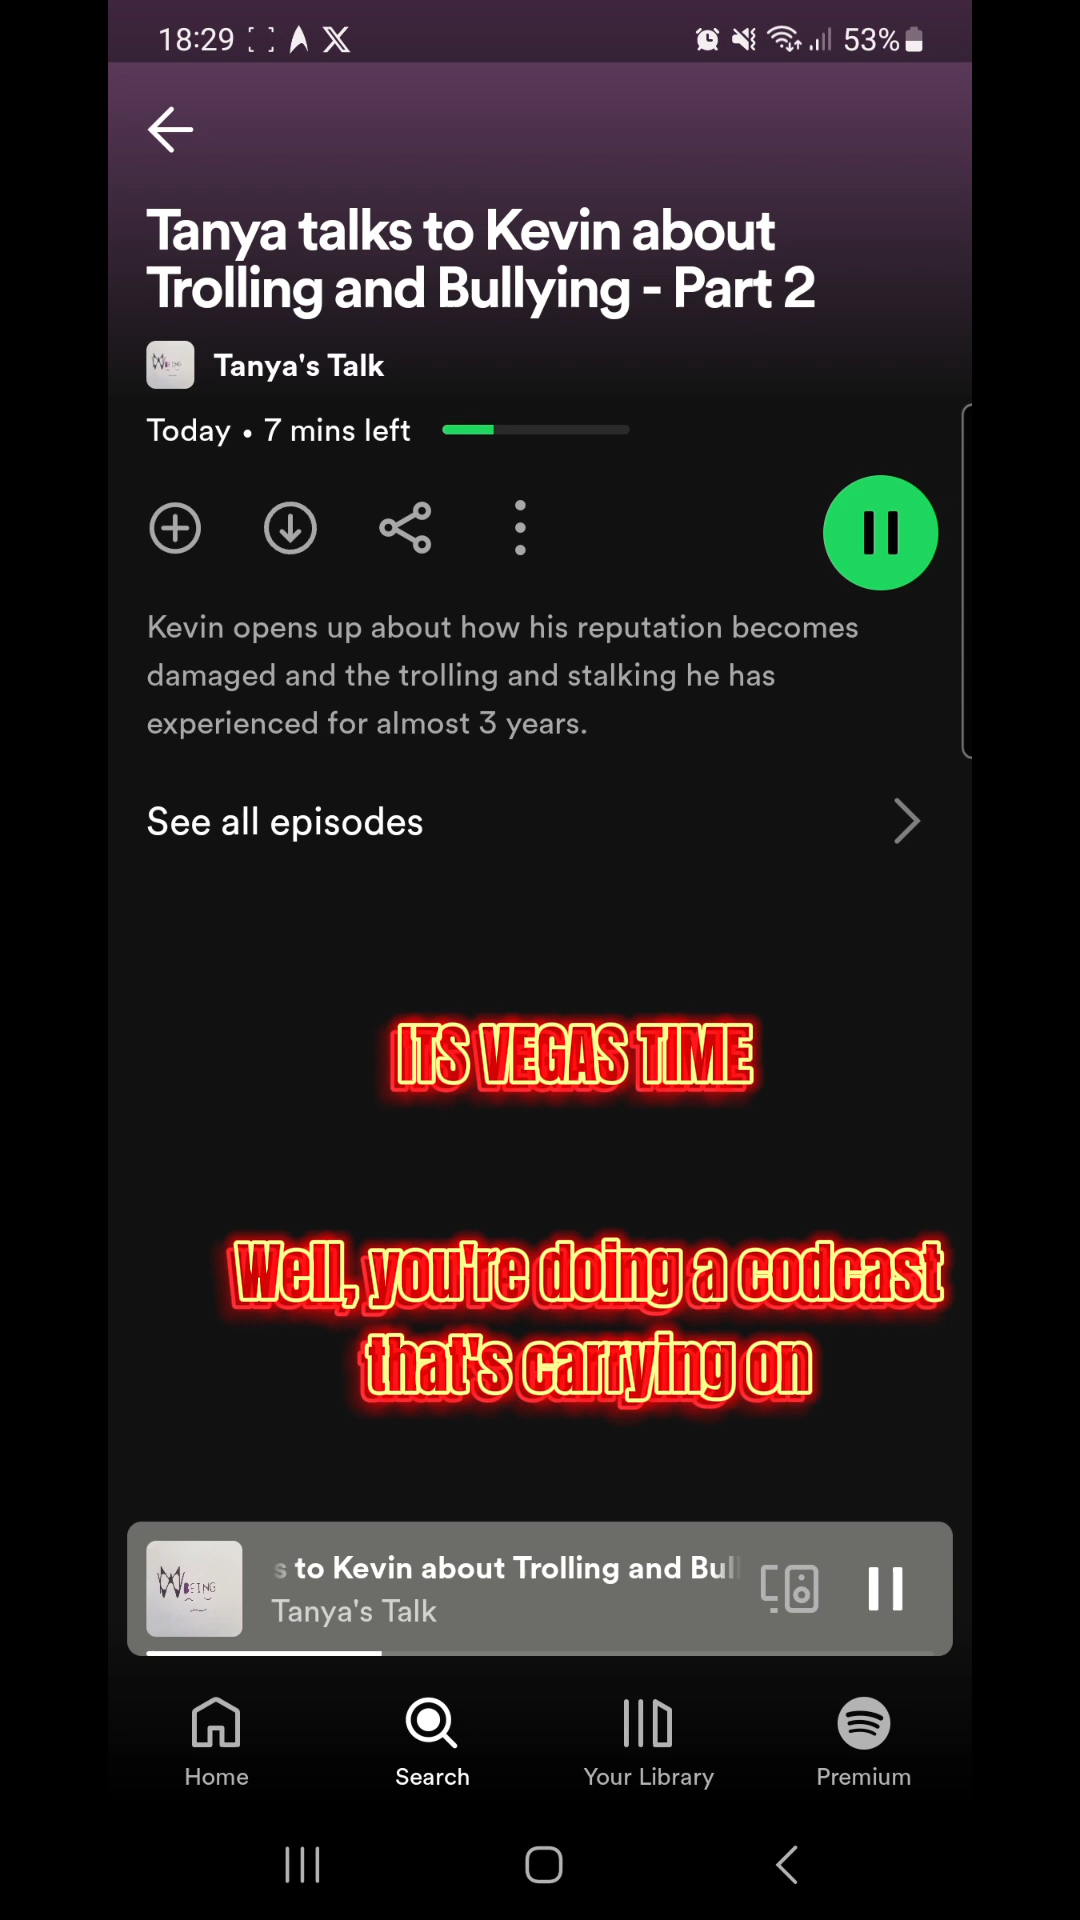 18:29 53%
Tanya talks to Kevin about
Trolling and Bullying - Part 2
Tanya's Talk
Today • 7 mins left
Kevin opens up about how his reputation becomes
damaged and the trolling and stalking he has
experienced for almost 3 years.
See all episodes
ITS VEGAS TIME
Well, you're doing a codcast
that's carrying on
s to Kevin about Trolling and Bull
Tanya's Talk
Home Search Your Library Premium